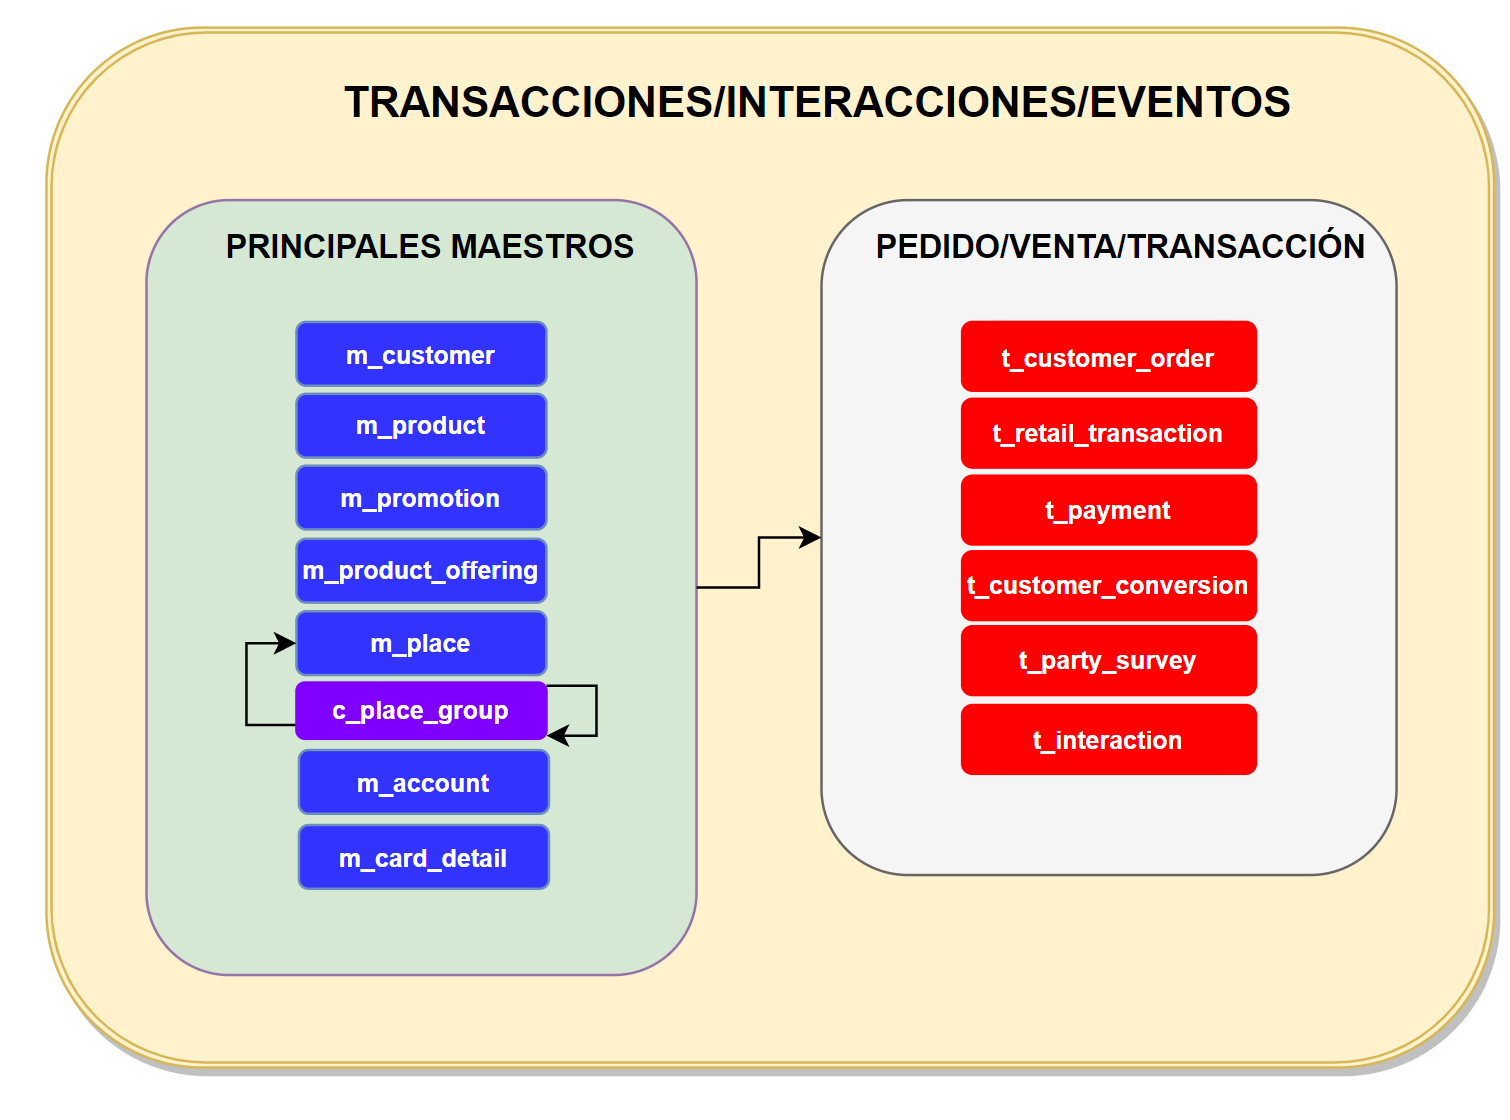 TRANSACCIONES/INTERACCIONES/EVENTOS
PRINCIPALES MAESTROS
m_customer
m_product
m_promotion
m_product_offering
m_place
c_place_group
m_account
m_card_detail
PEDIDO/VENTA/TRANSACCIÓN
t_customer_order
t_retail_transaction
t_payment
t_customer_conversion
t_party_survey
t_interaction